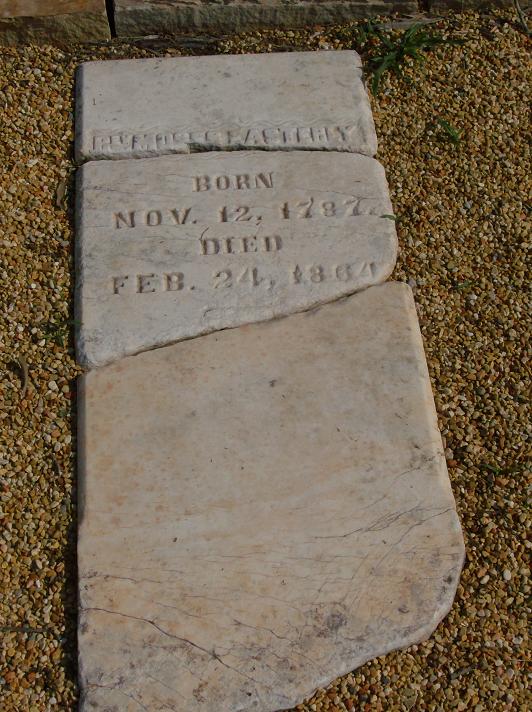 BORN
NOV. 12, 1787.
DIED
FEB. 24, 1864